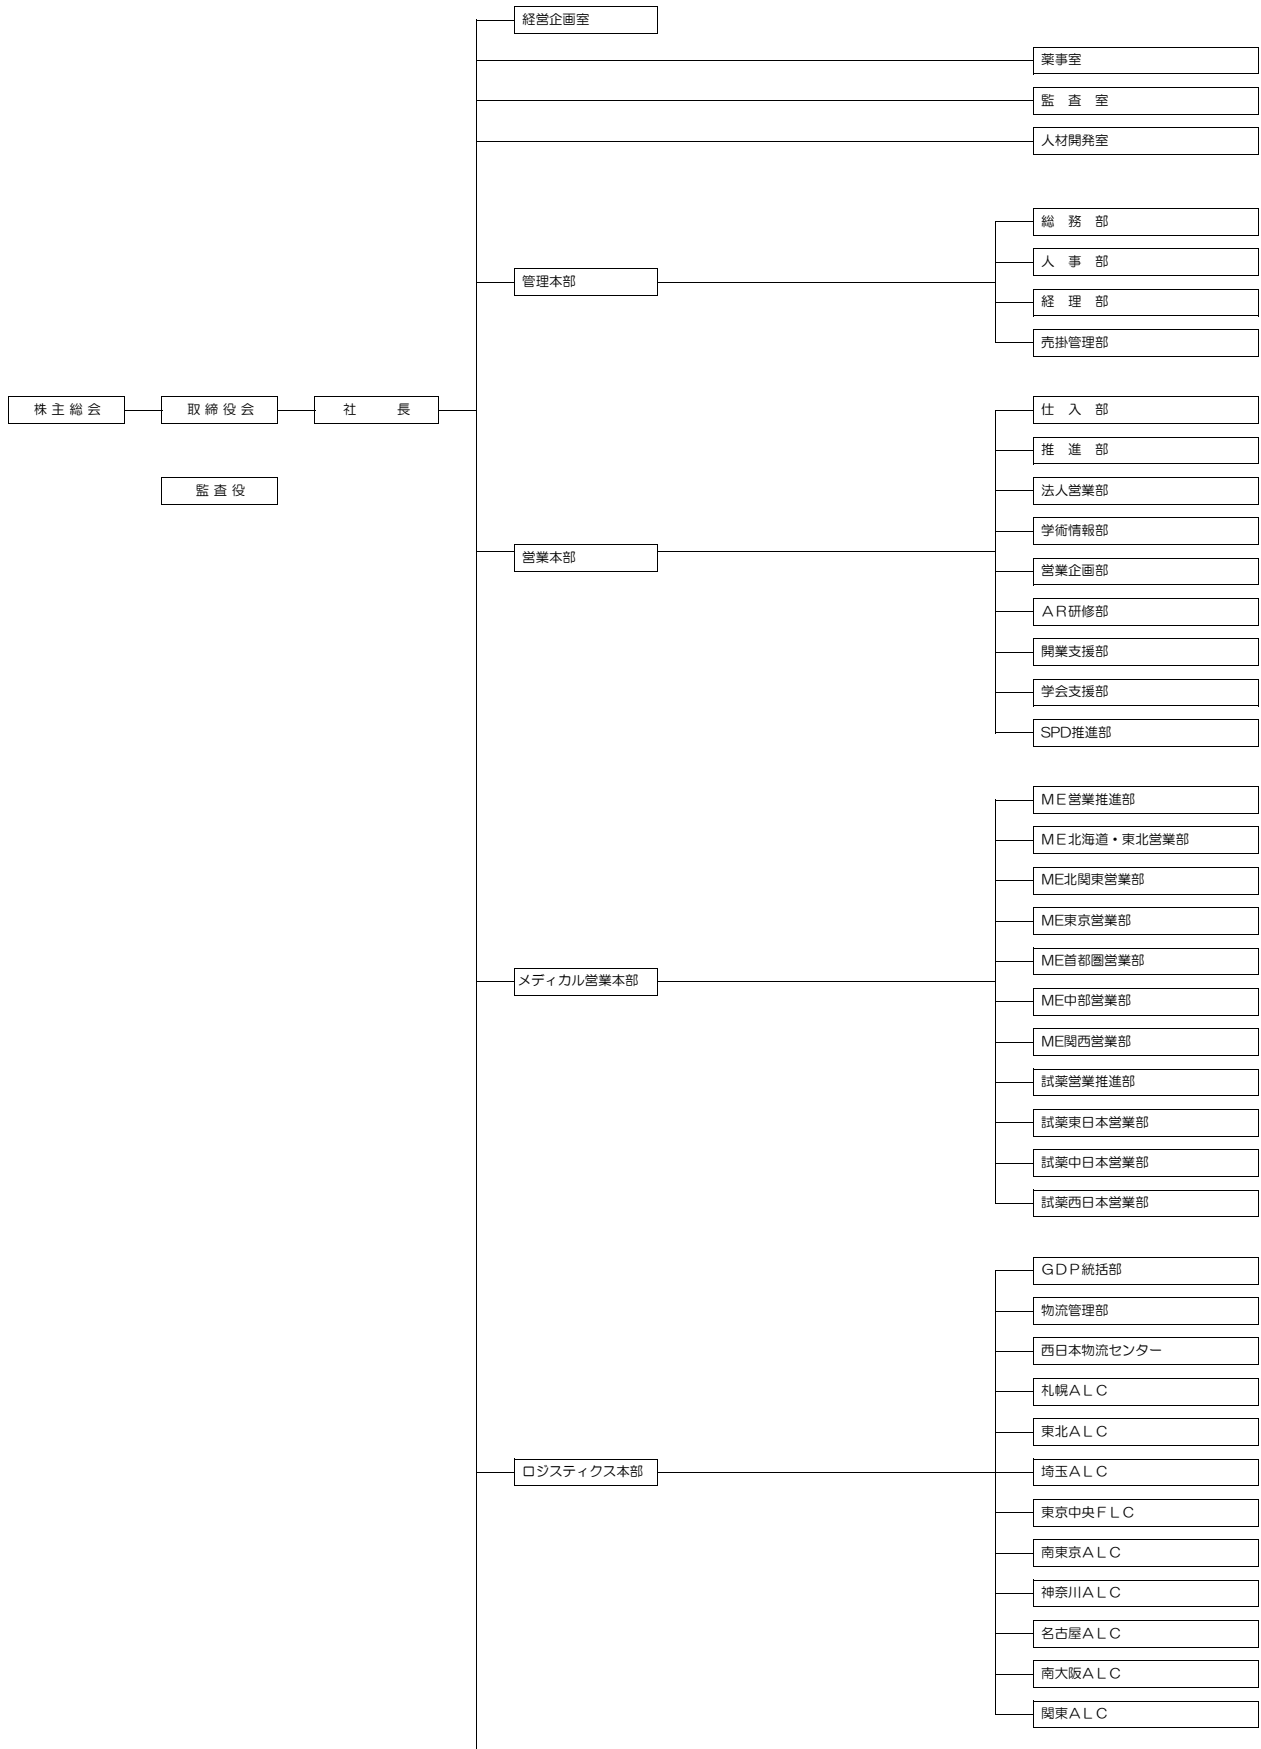 経営企画室
薬事室
監　査　室
人材開発室
総　務　部
人　事　部
管理本部
経　理　部
売掛管理部
株 主 総 会
取 締 役 会
社　　　長
仕　入　部
推　進　部
監 査 役
法人営業部
学術情報部
営業本部
営業企画部
ＡＲ研修部
開業支援部
学会支援部
SPD推進部
ＭＥ営業推進部
ＭＥ北海道・東北営業部
ME北関東営業部
ME東京営業部
ME首都圏営業部
メディカル営業本部
ME中部営業部
ME関西営業部
試薬営業推進部
試薬東日本営業部
試薬中日本営業部
試薬西日本営業部
ＧＤＰ統括部
物流管理部
西日本物流センター
札幌ＡＬＣ
東北ＡＬＣ
ロジスティクス本部
埼玉ＡＬＣ
東京中央ＦＬＣ
南東京ＡＬＣ
神奈川ＡＬＣ
名古屋ＡＬＣ
南大阪ＡＬＣ
関東ＡＬＣ